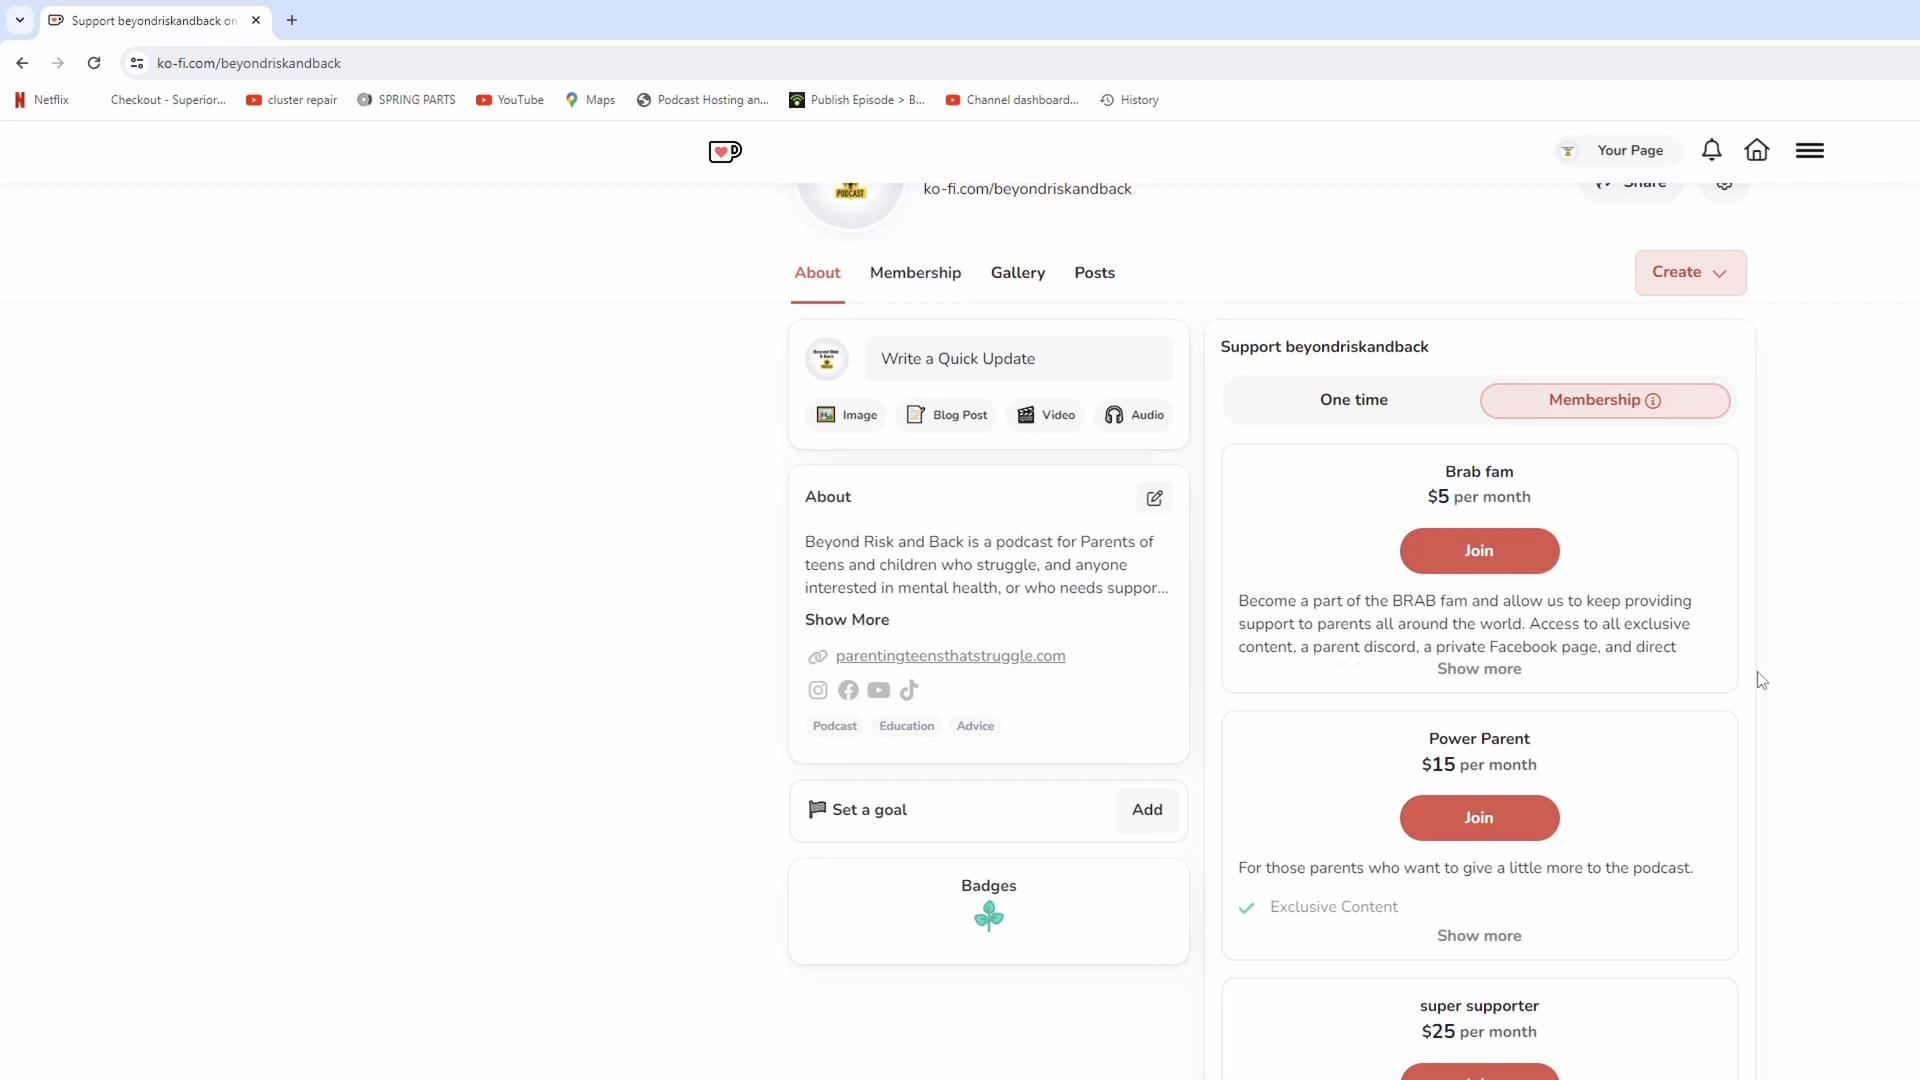 Support beyondriskandback on
ko-fi.com/beyondriskandback
Netflix
Checkout - Superior...
cluster repair
SPRING PARTS
YouTube
Maps
Podcast Hosting an...
Publish Episode > B...
Channel dashboard...
History
Your Page
PODCAST
ko-fi.com/beyondriskandback
Share
About
Membership
Gallery
Posts
Create
Write a Quick Update
Image
Blog Post
Video
Audio
About
Beyond Risk and Back is a podcast for Parents of
teens and children who struggle, and anyone
interested in mental health, or who needs suppor...
Show More
parentingteensthatstruggle.com
Podcast
Education
Advice
Set a goal
Add
Badges
Support beyondriskandback
One time
Membership
Brab fam
$5 per month
Join
Become a part of the BRAB fam and allow us to keep providing
support to parents all around the world. Access to all exclusive
content, a parent discord, a private Facebook page, and direct
Show more
Power Parent
$15 per month
Join
For those parents who want to give a little more to the podcast.
Exclusive Content
Show more
super supporter
$25 per month